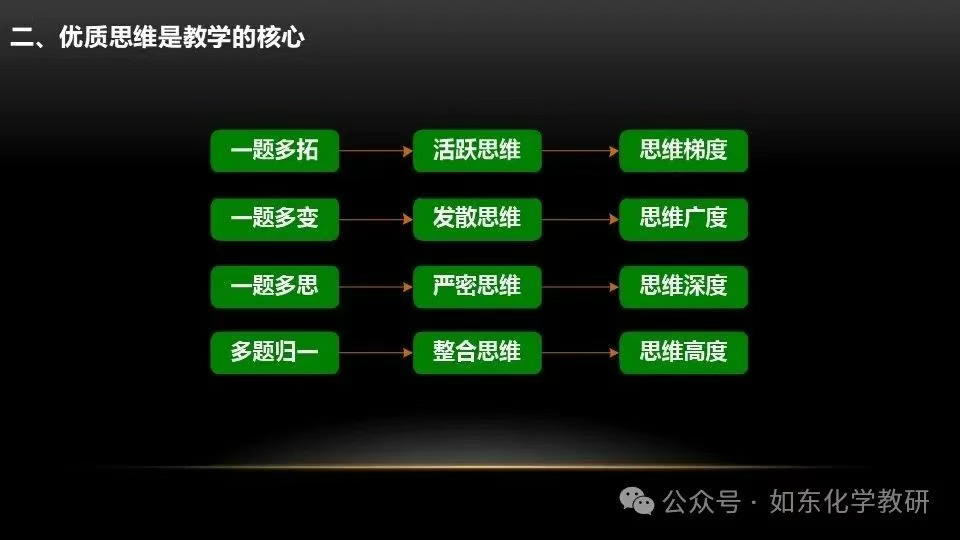 二、优质思维是教学的核心
一题多拓 活跃思维 思维梯度
一题多变 发散思维 思维广度
一题多思 严密思维 思维深度
多题归一 整合思维 思维高度
公众号 · 如东化学教研